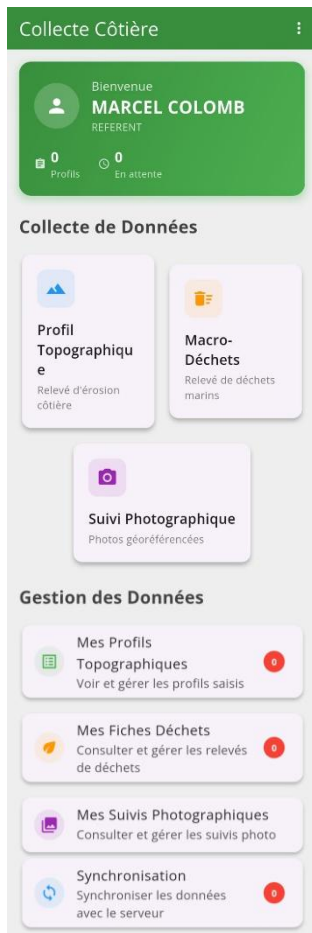 Collecte Côtière
Bienvenue
MARCEL COLOMB
REFERENT
0
Profils
0
En attente
Collecte de Données
Profil
Topographiqu
e
Relevé d'érosion
côtière
Macro-
Déchets
Relevé de déchets
marins
Suivi Photographique
Photos géoréférencées
Gestion des Données
Mes Profils
Topographiques
Voir et gérer les profils saisis
0
Mes Fiches Déchets
Consulter et gérer les relevés
de déchets
0
Mes Suivis Photographiques
Consulter et gérer les suivis photo
Synchronisation
Synchroniser les données
avec le serveur
0